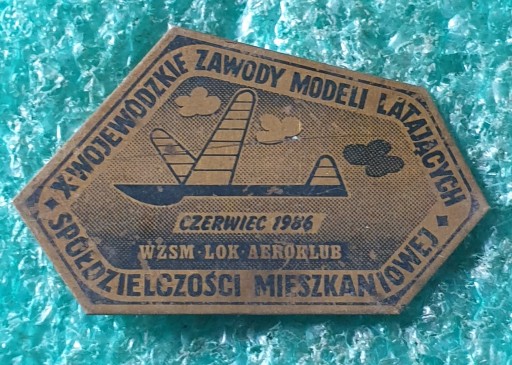 X WOJEWÓDZKIE ZAWODY MODELI LATAJĄCYCH
CZERWIEC 1986
WZSM·LOK·AEROKLUB
SPÓŁDZIELCZOŚCI MIESZKANIOWEJ